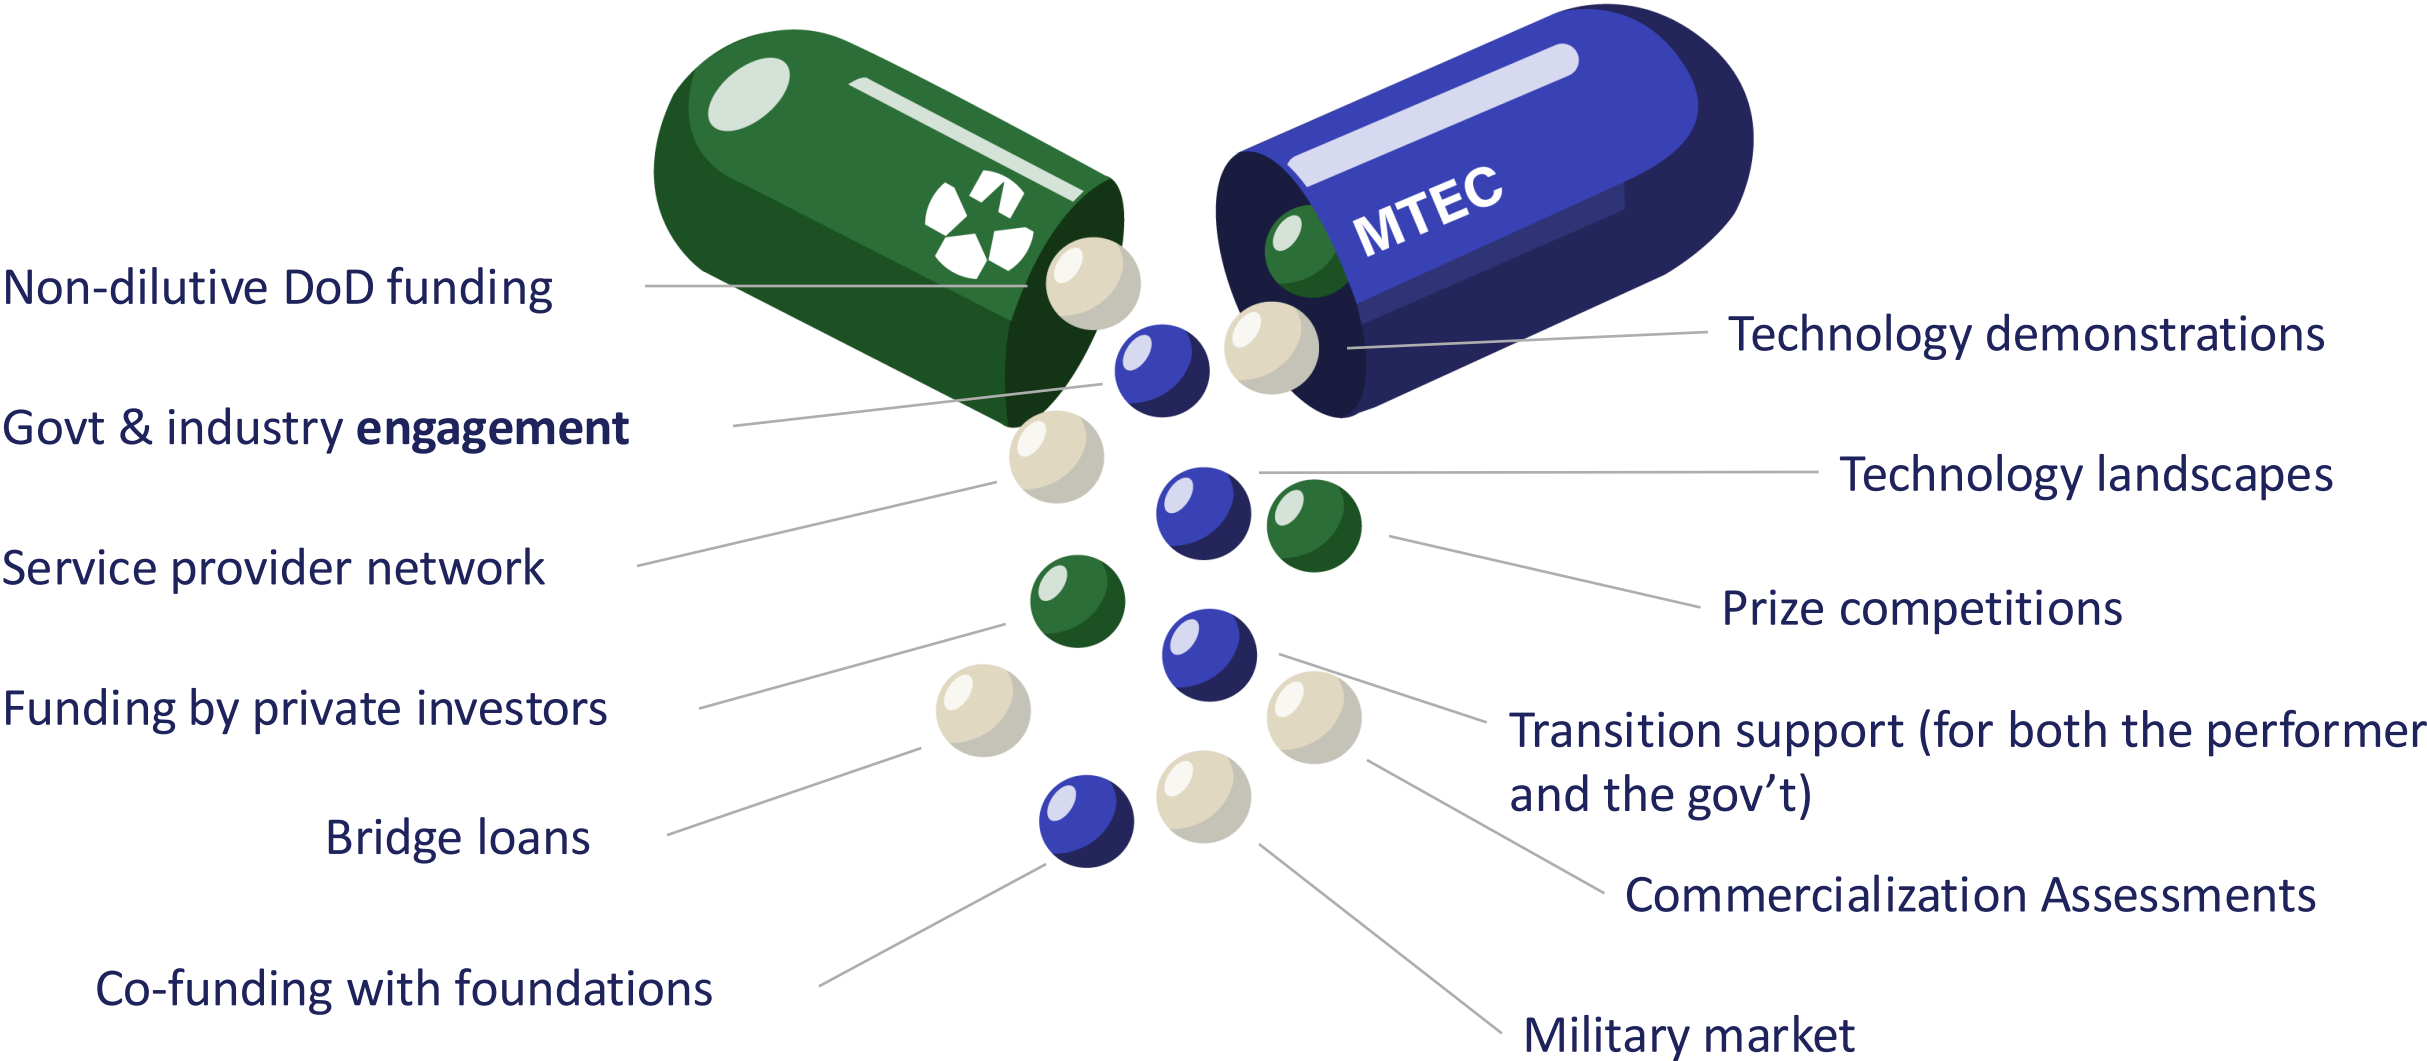 MTEC
Non-dilutive DoD funding
Govt & industry engagement
Service provider network
Funding by private investors
Bridge loans
Co-funding with foundations
Technology demonstrations
Technology landscapes
Prize competitions
Transition support (for both the performer
and the gov’t)
Commercialization Assessments
Military market